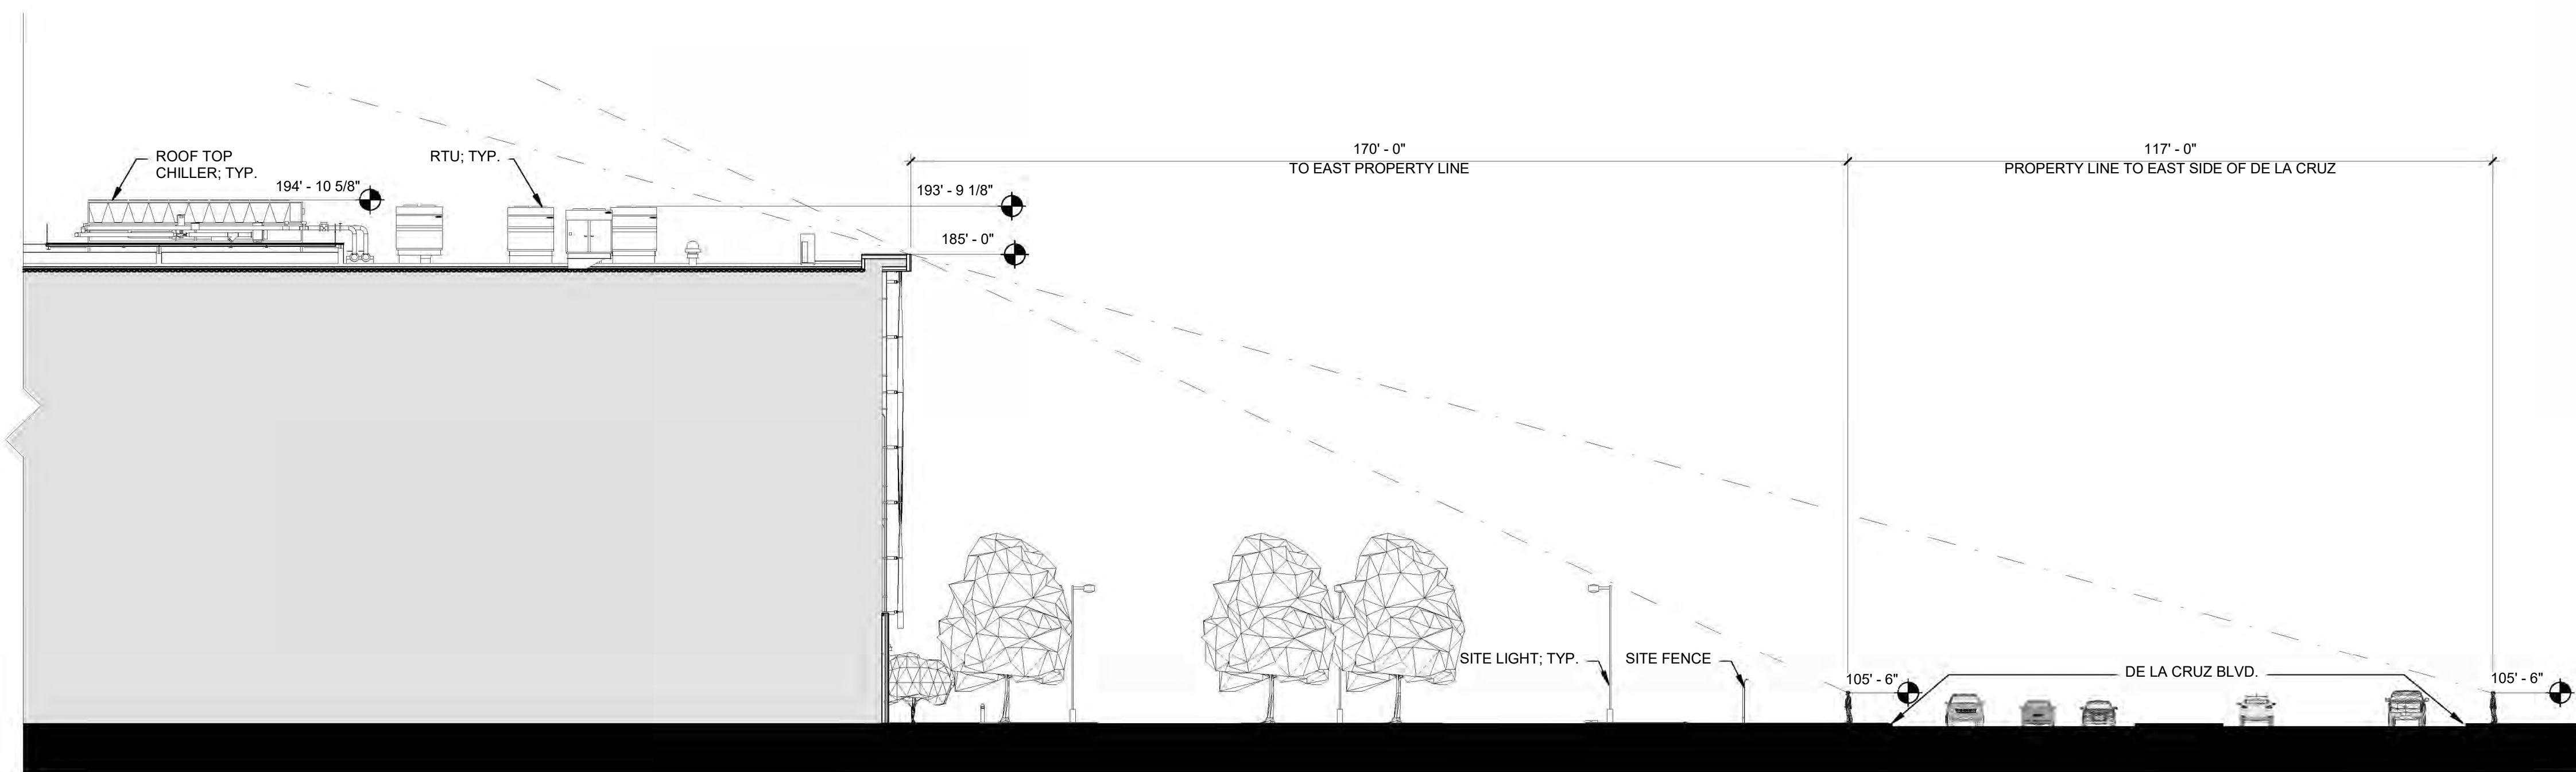 170' - 0"
TO EAST PROPERTY LINE
117' - 0"
PROPERTY LINE TO EAST SIDE OF DE LA CRUZ
ROOF TOP
CHILLER; TYP.
RTU; TYP.
194' - 10 5/8"
193' - 9 1/8"
185' - 0"
SITE LIGHT; TYP.
SITE FENCE
105' - 6"
DE LA CRUZ BLVD.
105' - 6"